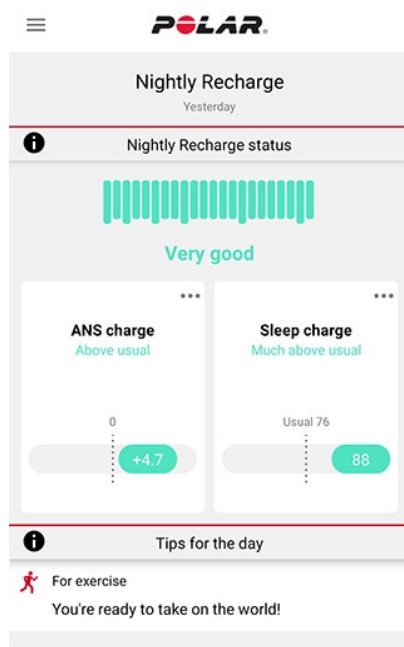 POLAR.
Nightly Recharge
Yesterday
Nightly Recharge status
Very good
ANS charge
Above usual
0
+4.7
Sleep charge
Much above usual
Usual 76
88
Tips for the day
For exercise
You're ready to take on the world!